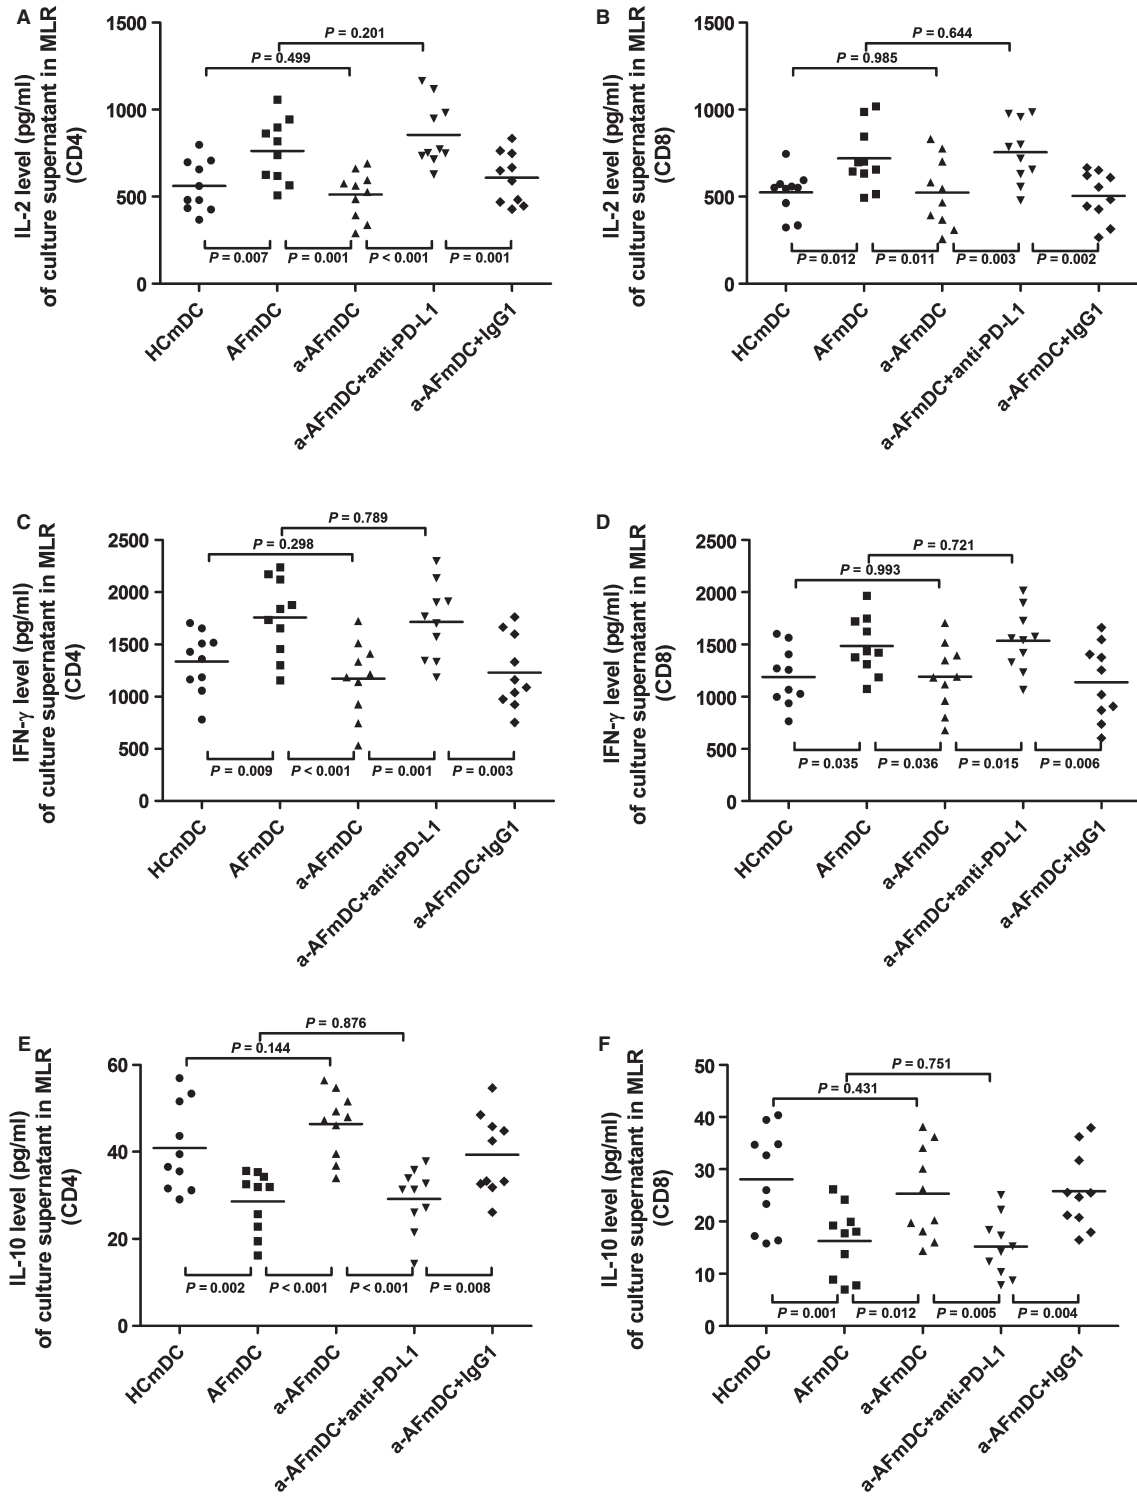 A
IL-2 level (pg/ml)
of culture supernatant in MLR
(CD4)
1500
1000
500
0
P = 0.201
P = 0.499
P = 0.007
P = 0.001
P < 0.001
P = 0.001
HCmDC
AFmDC
a-AFmDC
a-AFmDC+anti-PD-L1
a-AFmDC+IgG1
B
IL-2 level (pg/ml)
of culture supernatant in MLR
(CD8)
1500
1000
500
0
P = 0.644
P = 0.985
P = 0.012
P = 0.011
P = 0.003
P = 0.002
HCmDC
AFmDC
a-AFmDC
a-AFmDC+anti-PD-L1
a-AFmDC+IgG1
C
IFN-γ level (pg/ml)
of culture supernatant in MLR
(CD4)
2500
2000
1500
1000
500
0
P = 0.789
P = 0.298
P = 0.009
P < 0.001
P = 0.001
P = 0.003
HCmDC
AFmDC
a-AFmDC
a-AFmDC+anti-PD-L1
a-AFmDC+IgG1
D
IFN-γ level (pg/ml)
of culture supernatant in MLR
(CD8)
2500
2000
1500
1000
500
0
P = 0.721
P = 0.993
P = 0.035
P = 0.036
P = 0.015
P = 0.006
HCmDC
AFmDC
a-AFmDC
a-AFmDC+anti-PD-L1
a-AFmDC+IgG1
E
IL-10 level (pg/ml)
of culture supernatant in MLR
(CD4)
60
40
20
0
P = 0.876
P = 0.144
P = 0.002
P < 0.001
P < 0.001
P = 0.008
HCmDC
AFmDC
a-AFmDC
a-AFmDC+anti-PD-L1
a-AFmDC+IgG1
F
IL-10 level (pg/ml)
of culture supernatant in MLR
(CD8)
50
40
30
20
10
0
P = 0.751
P = 0.431
P = 0.001
P = 0.012
P = 0.005
P = 0.004
HCmDC
AFmDC
a-AFmDC
a-AFmDC+anti-PD-L1
a-AFmDC+IgG1